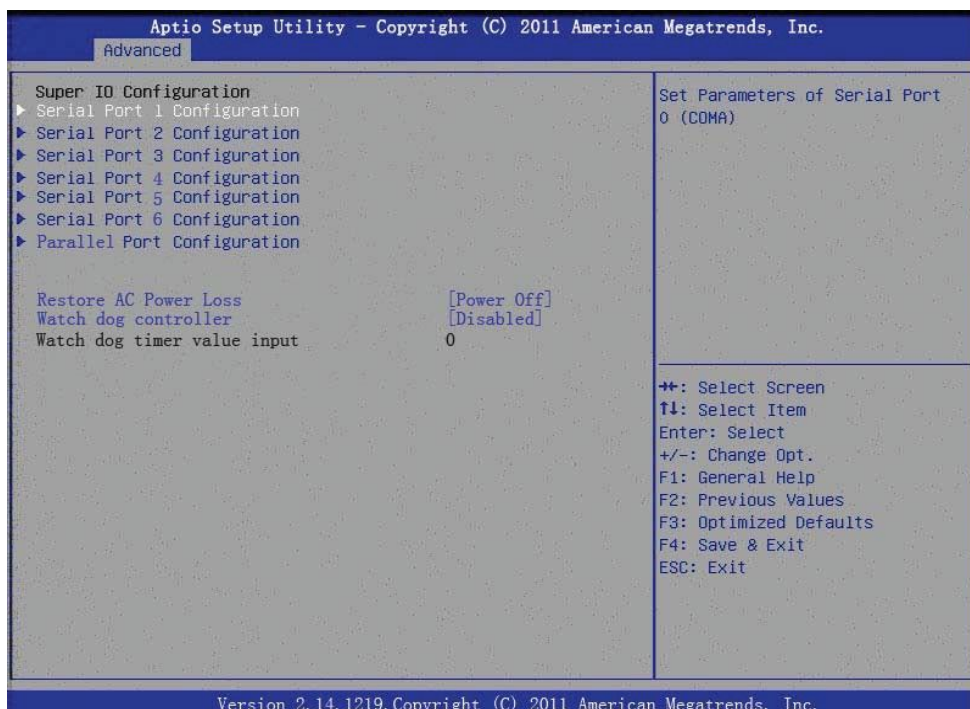 Aptio Setup Utility - Copyright (C) 2011 American Megatrends, Inc.
Advanced
Super IO Configuration
Serial Port 1 Configuration
Serial Port 2 Configuration
Serial Port 3 Configuration
Serial Port 4 Configuration
Serial Port 5 Configuration
Serial Port 6 Configuration
Parallel Port Configuration
Restore AC Power Loss [Power Off]
Watch dog controller [Disabled]
Watch dog timer value input 0
Set Parameters of Serial Port
0 (COMA)
→←: Select Screen
↑↓: Select Item
Enter: Select
+/-: Change Opt.
F1: General Help
F2: Previous Values
F3: Optimized Defaults
F4: Save & Exit
ESC: Exit
Version 2.14.1219.Copyright (C) 2011 American Megatrends, Inc.